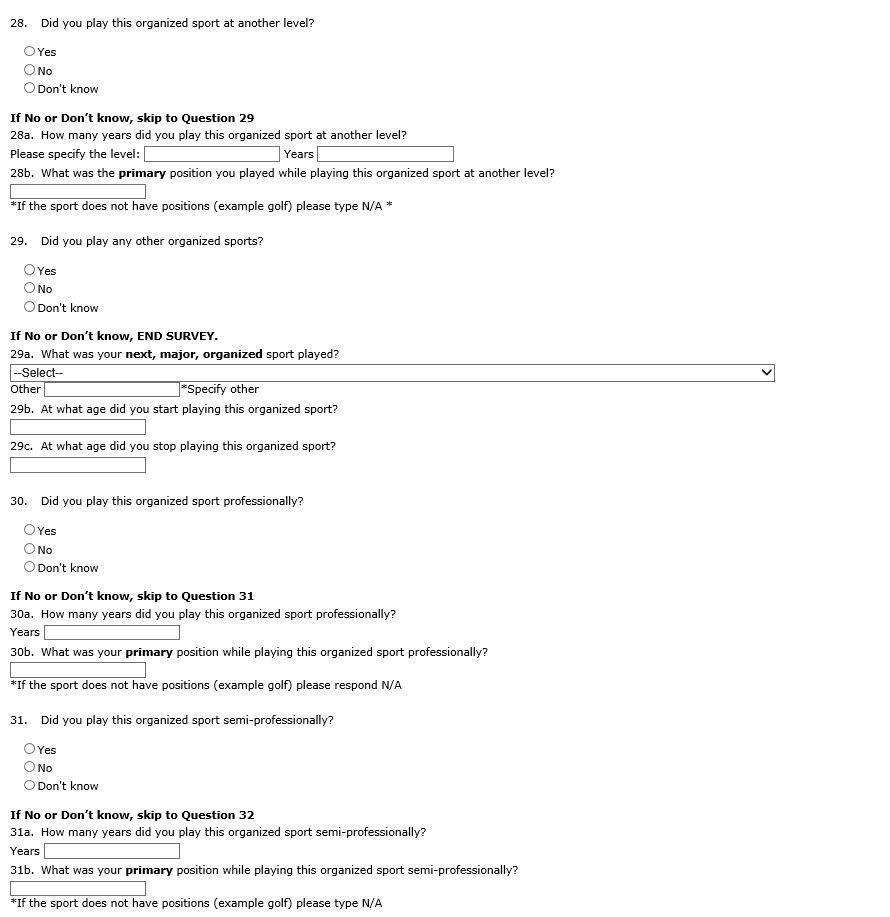 28. Did you play this organized sport at another level?
Yes
No
Don't know
If No or Don't know, skip to Question 29
28a. How many years did you play this organized sport at another level?
Please specify the level: Years
28b. What was the primary position you played while playing this organized sport at another level?
*If the sport does not have positions (example golf) please type N/A *
29. Did you play any other organized sports?
Yes
No
Don't know
If No or Don't know, END SURVEY.
29a. What was your next, major, organized sport played?
--Select--
Other *Specify other
29b. At what age did you start playing this organized sport?
29c. At what age did you stop playing this organized sport?
30. Did you play this organized sport professionally?
Yes
No
Don't know
If No or Don't know, skip to Question 31
30a. How many years did you play this organized sport professionally?
Years
30b. What was your primary position while playing this organized sport professionally?
*If the sport does not have positions (example golf) please respond N/A
31. Did you play this organized sport semi-professionally?
Yes
No
Don't know
If No or Don't know, skip to Question 32
31a. How many years did you play this organized sport semi-professionally?
Years
31b. What was your primary position while playing this organized sport semi-professionally?
*If the sport does not have positions (example golf) please type N/A